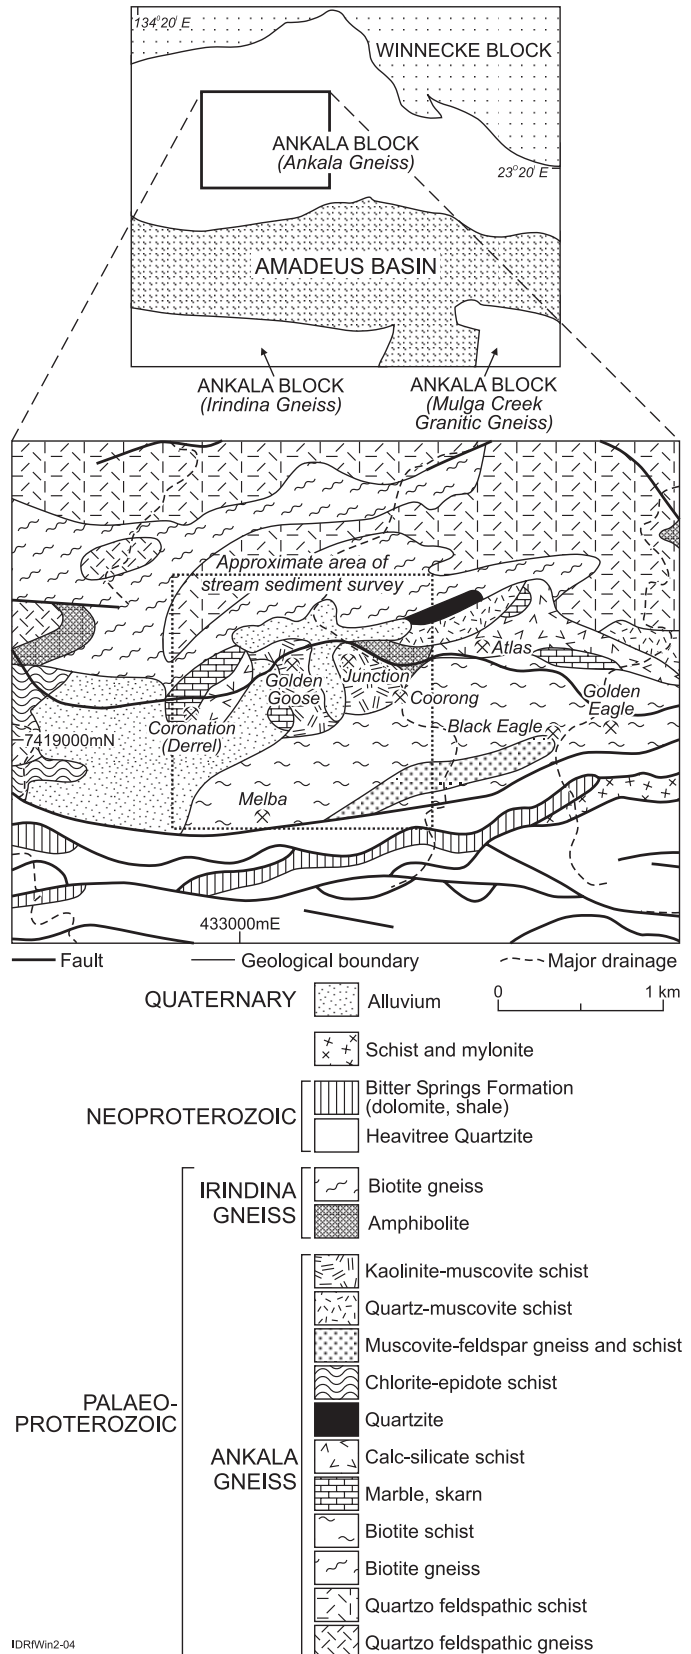 134°20' E
WINNECKE BLOCK
ANKALA BLOCK
(Ankala Gneiss)
23°20' E
AMADEUS BASIN
ANKALA BLOCK
(Irindina Gneiss)
ANKALA BLOCK
(Mulga Creek
Granitic Gneiss)
Approximate area of
stream sediment survey
Atlas
Golden
Goose
Junction
Coorong
Golden
Eagle
Coronation
(Derrel)
Black Eagle
7419000mN
Melba
433000mE
Fault
Geological boundary
Major drainage
QUATERNARY
Alluvium
0 1 km
Schist and mylonite
NEOPROTEROZOIC
Bitter Springs Formation
(dolomite, shale)
Heavitree Quartzite
IRINDINA
GNEISS
Biotite gneiss
Amphibolite
PALAEO-
PROTEROZOIC
ANKALA
GNEISS
Kaolinite-muscovite schist
Quartz-muscovite schist
Muscovite-feldspar gneiss and schist
Chlorite-epidote schist
Quartzite
Calc-silicate schist
Marble, skarn
Biotite schist
Biotite gneiss
Quartzo feldspathic schist
Quartzo feldspathic gneiss
IDRfWin2-04